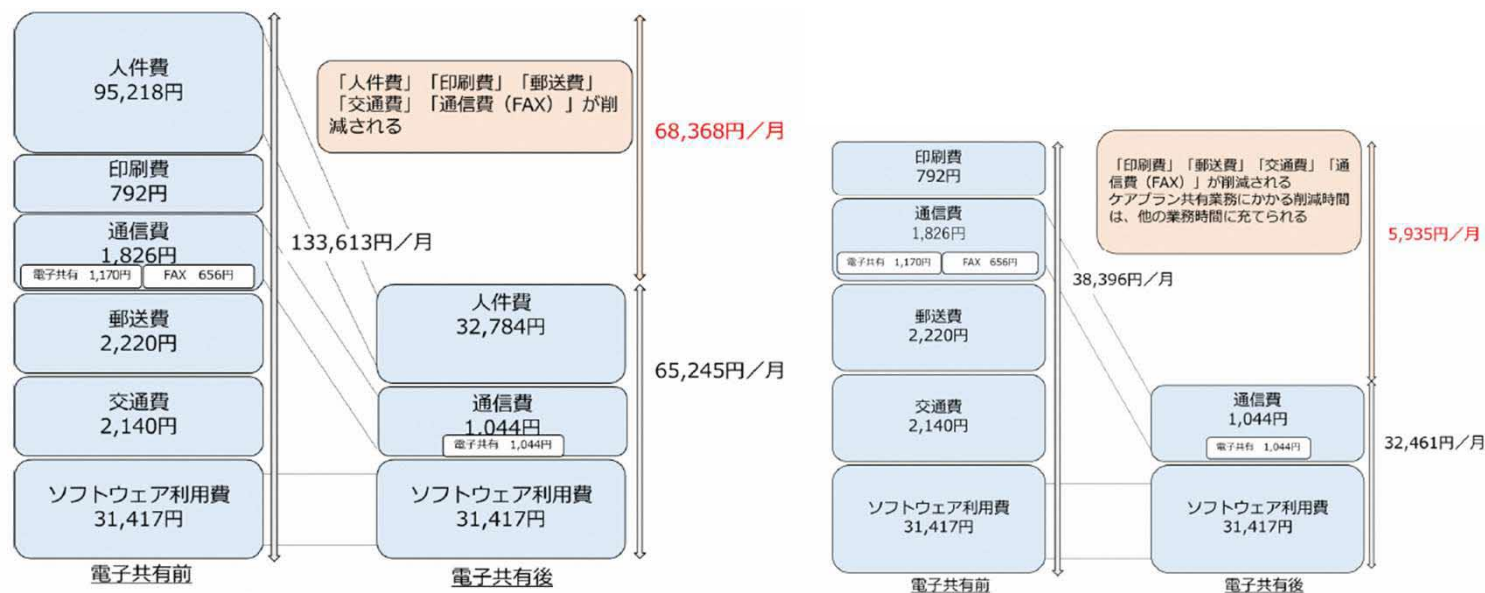 人件費
95,218円
印刷費
792円
通信費
1,826円
電子共有 1,170円
FAX 656円
郵送費
2,220円
交通費
2,140円
ソフトウェア利用費
31,417円
電子共有前
133,613円/月
「人件費」「印刷費」「郵送費」
「交通費」「通信費(FAX)」が削
減される
68,368円/月
人件費
32,784円
通信費
1,044円
電子共有 1,044円
ソフトウェア利用費
31,417円
電子共有後
65,245円/月
印刷費
792円
通信費
1,826円
電子共有 1,170円
FAX 656円
郵送費
2,220円
交通費
2,140円
ソフトウェア利用費
31,417円
電子共有前
38,396円/月
「印刷費」「郵送費」「交通費」「通
信費(FAX)」が削減される
ケアプラン共有業務にかかる削減時間
は、他の業務時間に充てられる
5,935円/月
通信費
1,044円
電子共有 1,044円
ソフトウェア利用費
31,417円
電子共有後
32,461円/月